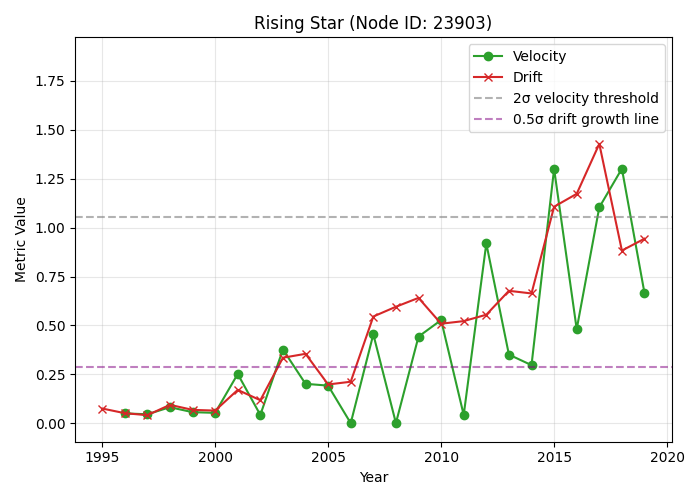 Rising Star (Node ID: 23903)
Velocity
Drift
2σ velocity threshold
0.5σ drift growth line
Metric Value
1.75
1.50
1.25
1.00
0.75
0.50
0.25
0.00
1995
2000
2005
2010
2015
2020
Year